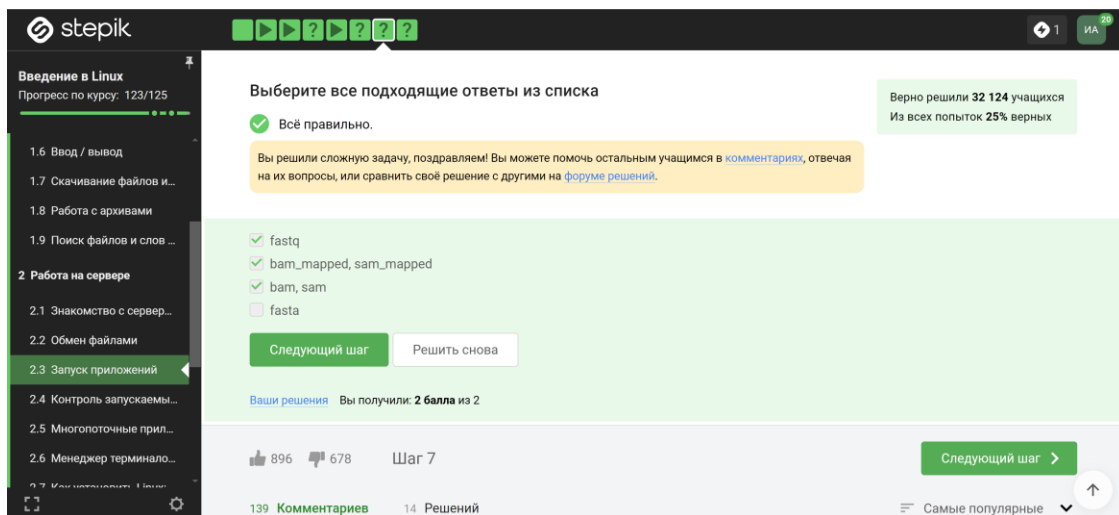 stepik
1
20
ИА
Введение в Linux
Прогресс по курсу: 123/125
1.6 Ввод / вывод
1.7 Скачивание файлов и...
1.8 Работа с архивами
1.9 Поиск файлов и слов ...
2 Работа на сервере
2.1 Знакомство с сервер...
2.2 Обмен файлами
2.3 Запуск приложений
2.4 Контроль запускаемы...
2.5 Многопоточные прил...
2.6 Менеджер терминало...
2.7 Как установить Linux:
Выберите все подходящие ответы из списка
Всё правильно.
Верно решили 32 124 учащихся
Из всех попыток 25% верных
Вы решили сложную задачу, поздравляем! Вы можете помочь остальным учащимся в комментариях, отвечая
на их вопросы, или сравнить своё решение с другими на форуме решений.
fastq
bam_mapped, sam_mapped
bam, sam
fasta
Следующий шаг
Решить снова
Ваши решения Вы получили: 2 балла из 2
896 678 Шаг 7
Следующий шаг
139 Комментариев 14 Решений
Самые популярные